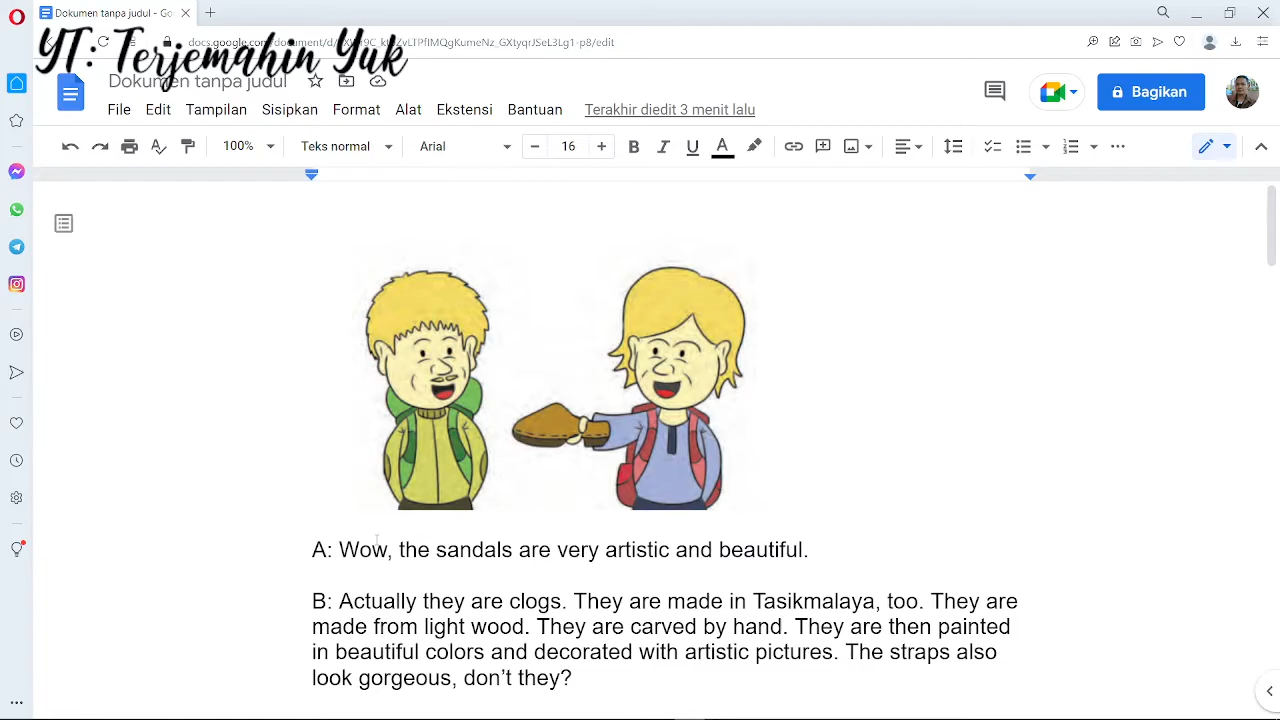 Dokumen tanpa judul - Go
YT: Terjemahin Yuk
Dokumen tanpa judul
File Edit Tampilan Sisipkan Format Alat Ekstensi Bantuan Terakhir diedit 3 menit lalu
Bagikan
100% Teks normal Arial 16 B I U A
A: Wow, the sandals are very artistic and beautiful.
B: Actually they are clogs. They are made in Tasikmalaya, too. They are
made from light wood. They are carved by hand. They are then painted
in beautiful colors and decorated with artistic pictures. The straps also
look gorgeous, don’t they?